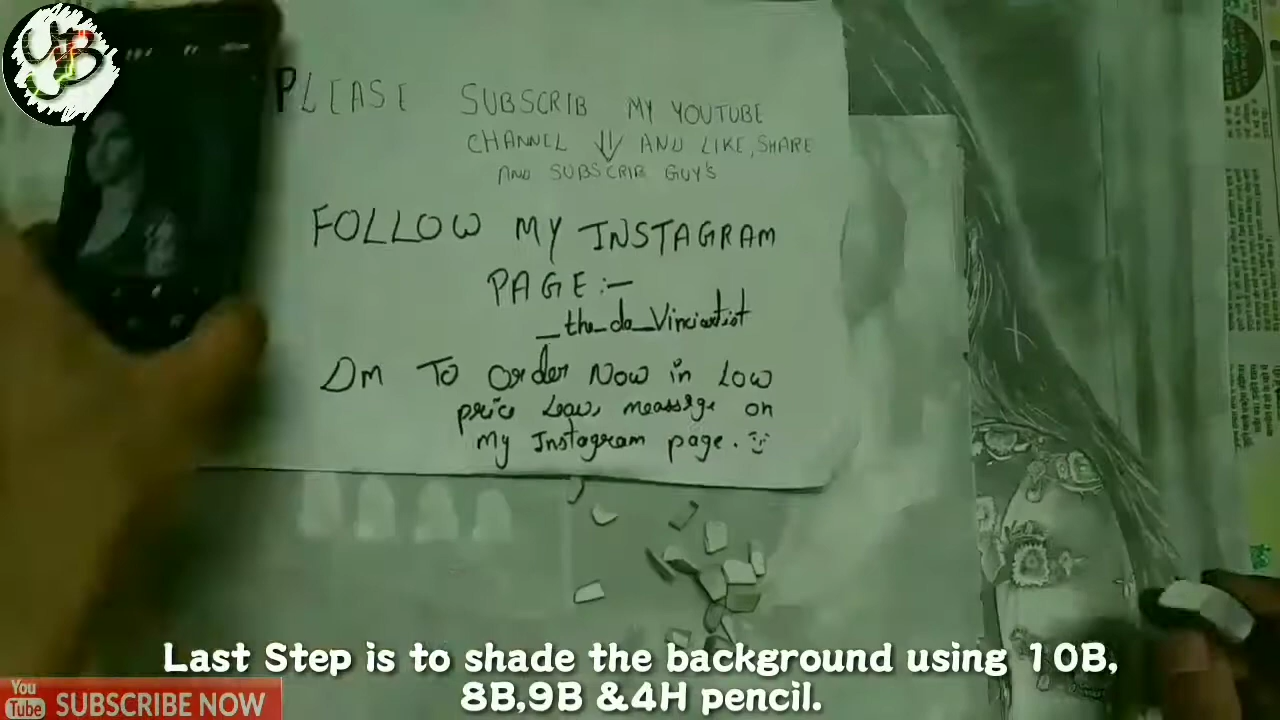 PLEASE SUBSCRIB MY YOUTUBE
CHANNEL ⇓ AND LIKE, SHARE
AND SUBSCRIB GUY'S
FOLLOW MY INSTAGRAM
PAGE :-
_the_da_Vinciartist
Dm To Order Now in Low
price meassege on
my Instagram page.
Last Step is to shade the background using 10B,
8B,9B &4H pencil.
You
Tube SUBSCRIBE NOW